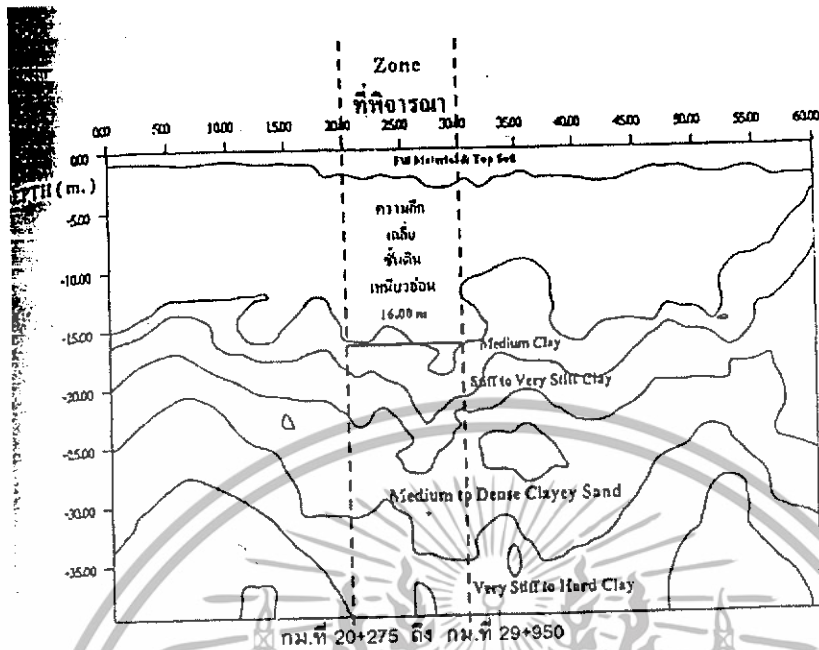 Zone
ที่พิจารณา
0.00 5.00 10.00 15.00 20.00 25.00 30.00 35.00 40.00 45.00 50.00 55.00 60.00
0.00
Fill Material & Top Soil
EPTH (m.)
-5.00
ความลึก
เฉลี่ย
ชั้นดิน
เหนียวอ่อน
-10.00
16.00 m
-15.00
Medium Clay
Stiff to Very Stiff Clay
-20.00
-25.00
Medium to Dense Clayey Sand
-30.00
-35.00
Very Stiff to Hard Clay
กม.ที่ 20+275 ถึง กม.ที่ 29+950